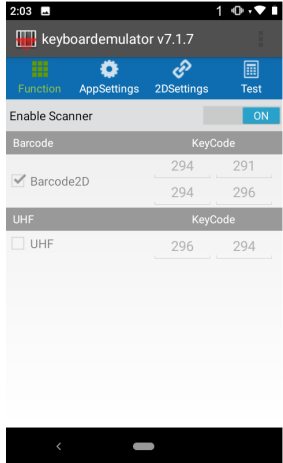 2:03 1
keyboardemulator v7.1.7
Function AppSettings 2DSettings Test
Enable Scanner ON
Barcode KeyCode
294 291
Barcode2D
294 296
UHF KeyCode
UHF 296 294